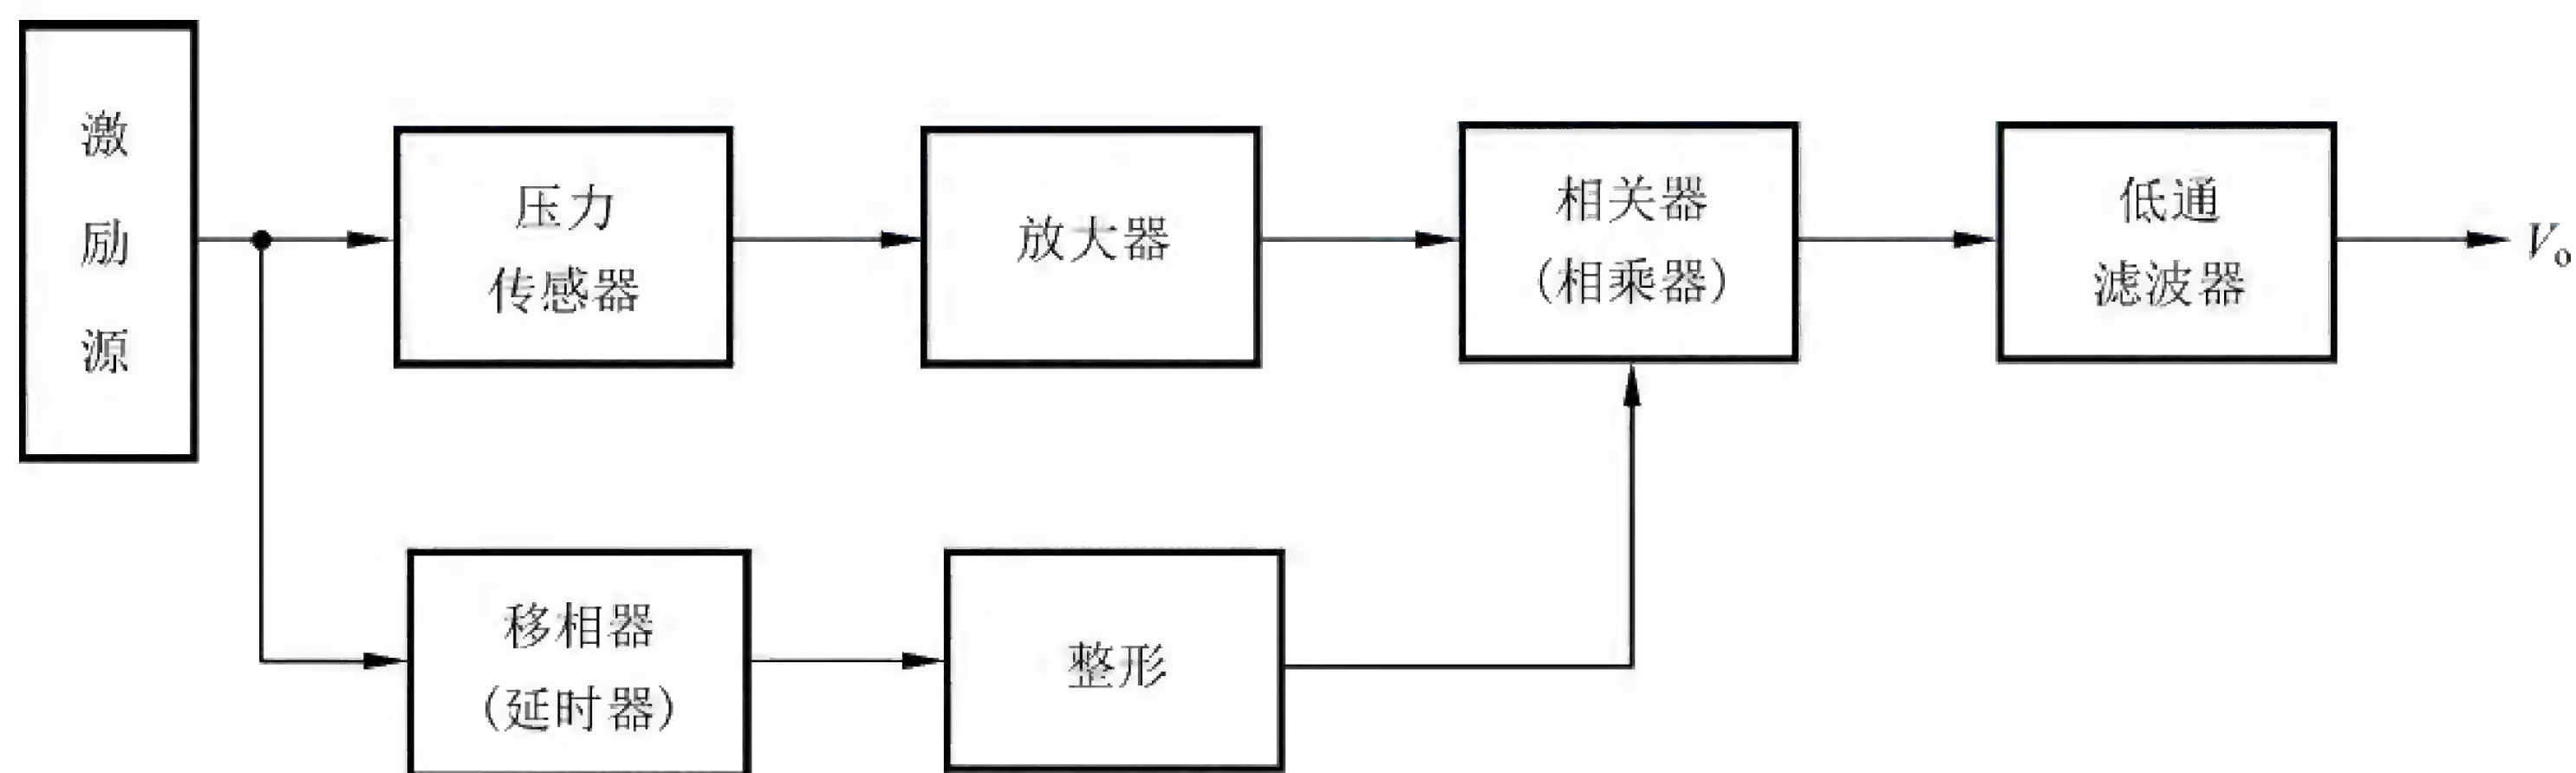 激
励
源
压力
传感器
放大器
相关器
(相乘器)
低通
滤波器
Vo
移相器
(延时器)
整形